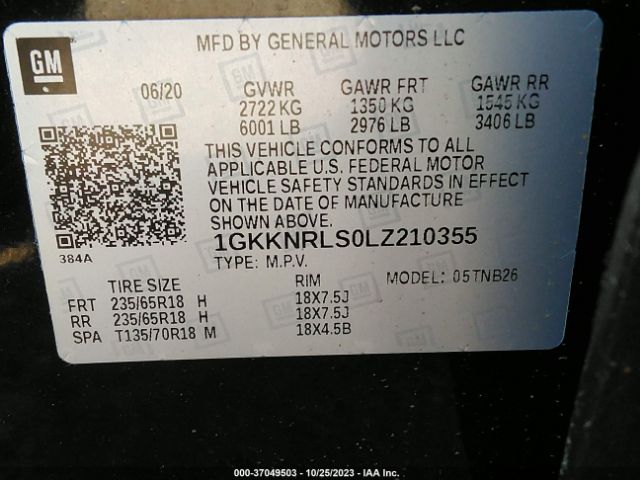 GM
MFD BY GENERAL MOTORS LLC
06/20 GVWR GAWR FRT GAWR RR
2722 KG 1350 KG 1545 KG
6001 LB 2976 LB 3406 LB
THIS VEHICLE CONFORMS TO ALL
APPLICABLE U.S. FEDERAL MOTOR
VEHICLE SAFETY STANDARDS IN EFFECT
ON THE DATE OF MANUFACTURE
SHOWN ABOVE.
384A
1GKKNRLS0LZ210355
TYPE: M.P.V. MODEL: 05TNB26
TIRE SIZE RIM
FRT 235/65R18 H 18X7.5J
RR 235/65R18 H 18X7.5J
SPA T135/70R18 M 18X4.5B
000-37049503 - 10/25/2023 - IAA Inc.